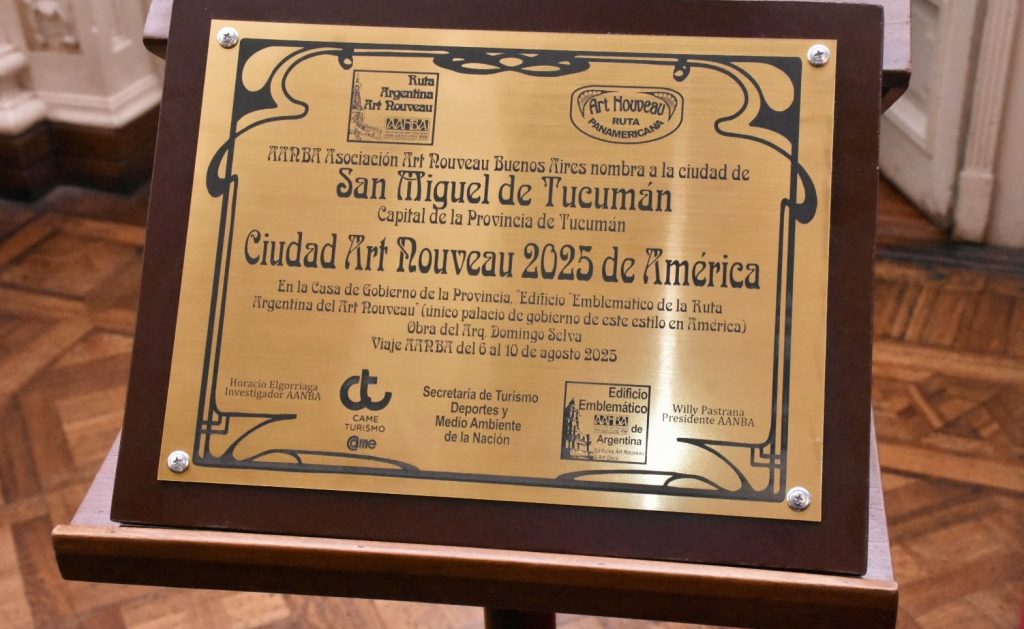 Ruta
Argentina
Art Nouveau
AANBA
Art Nouveau
RUTA
PANAMERICANA
AANBA Asociación Art Nouveau Buenos Aires nombra a la ciudad de
San Miguel de Tucumán
Capital de la Provincia de Tucumán
Ciudad Art Nouveau 2025 de América
En la Casa de Gobierno de la Provincia, "Edificio "Emblemático de la Ruta
Argentina del Art Nouveau" (único palacio de gobierno de este estilo en América)
Obra del Arq. Domingo Selva
Viaje AANBA del 6 al 10 de agosto 2025
Horacio Elgorriaga
Investigador AANBA
ct
CAME
TURISMO
@me
Secretaría de Turismo
Deportes y
Medio Ambiente
de la Nación
Edificio
Emblemático
AANBA
de
Argentina
Edificios Art Nouveau
Willy Pastrana
Presidente AANBA